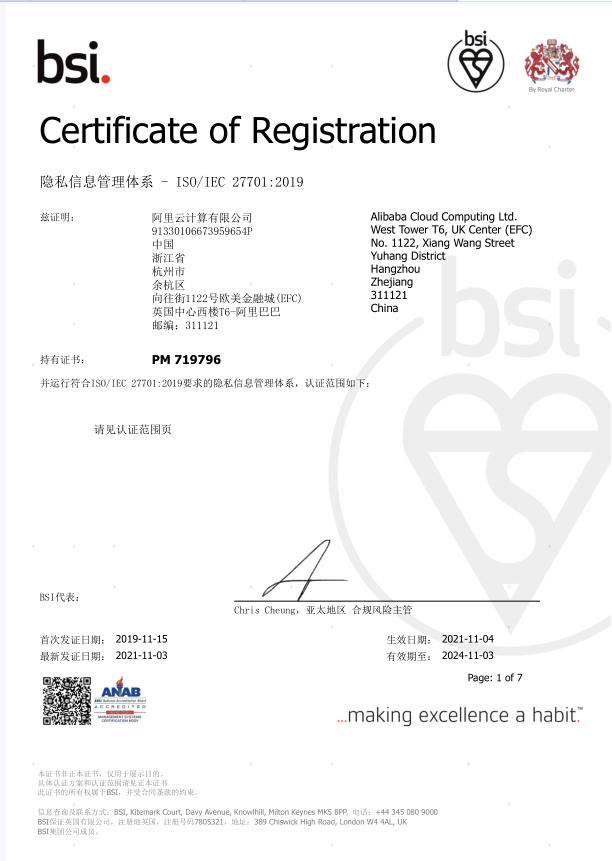 bsi.
bsi
By Royal Charter
Certificate of Registration
隐私信息管理体系 - ISO/IEC 27701:2019
兹证明: 阿里云计算有限公司 Alibaba Cloud Computing Ltd.
91330106673959654P West Tower T6, UK Center (EFC)
中国 No. 1122, Xiang Wang Street
浙江省 Yuhang District
杭州市 Hangzhou
余杭区 Zhejiang
向往街1122号欧美金融城(EFC) 311121
英国中心西楼T6-阿里巴巴 China
邮编: 311121
bsi
持有证书: PM 719796
并运行符合ISO/IEC 27701:2019要求的隐私信息管理体系, 认证范围如下:
请见认证范围页
BSI代表:
Chris Cheung, 亚太地区 合规风险主管
首次发证日期: 2019-11-15 生效日期: 2021-11-04
最新发证日期: 2021-11-03 有效期至: 2024-11-03
Page: 1 of 7
ANAB
ANSI National Accreditation Board
ACCREDITED
MANAGEMENT SYSTEMS
CERTIFICATION BODY
...making excellence a habit.™
本证书非正本证书, 仅用于展示目的。
具体认证方案和认证范围请见正本证书
此证书的所有权属于BSI, 并受合同条款的约束。
信息查询及联系方式: BSI, Kitemark Court, Davy Avenue, Knowlhill, Milton Keynes MK5 8PP. 电话: +44 345 080 9000
BSI保证英国有限公司, 注册地英国, 注册号码7805321, 地址: 389 Chiswick High Road, London W4 4AL, UK
BSI集团公司成员。